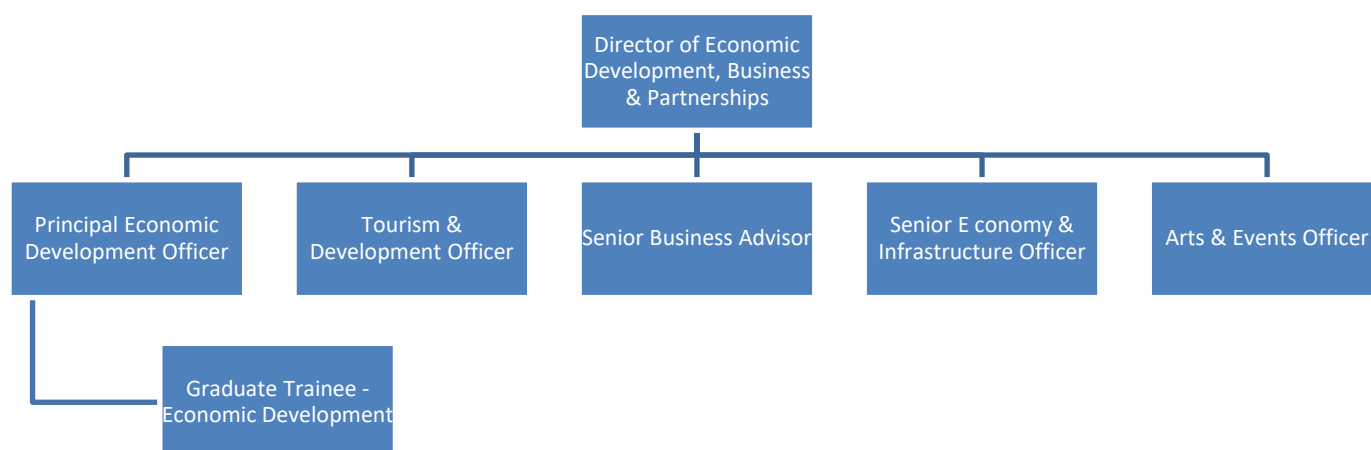 Director of Economic
Development, Business
& Partnerships
Principal Economic
Development Officer
Tourism &
Development Officer
Senior Business Advisor
Senior E conomy &
Infrastructure Officer
Arts & Events Officer
Graduate Trainee -
Economic Development